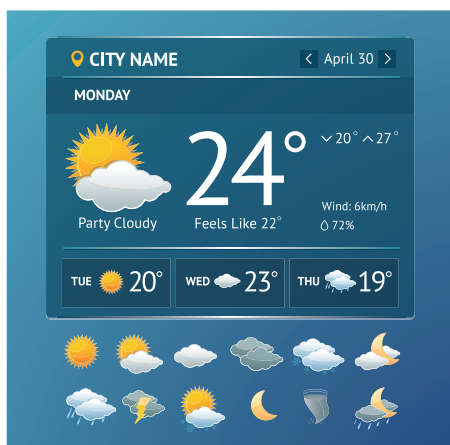 CITY NAME
< April 30 >
MONDAY
24°
20° 27°
Party Cloudy
Feels Like 22°
Wind: 6km/h
72%
TUE 20°
WED 23°
THU 19°